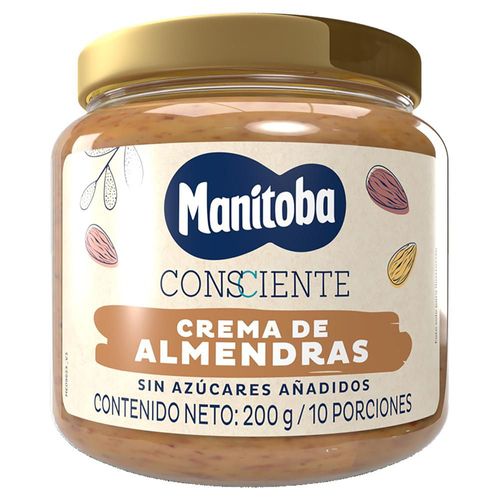 Manitoba
CONSCIENTE
CREMA DE
ALMENDRAS
SIN AZÚCARES AÑADIDOS
CONTENIDO NETO: 200 g / 10 PORCIONES